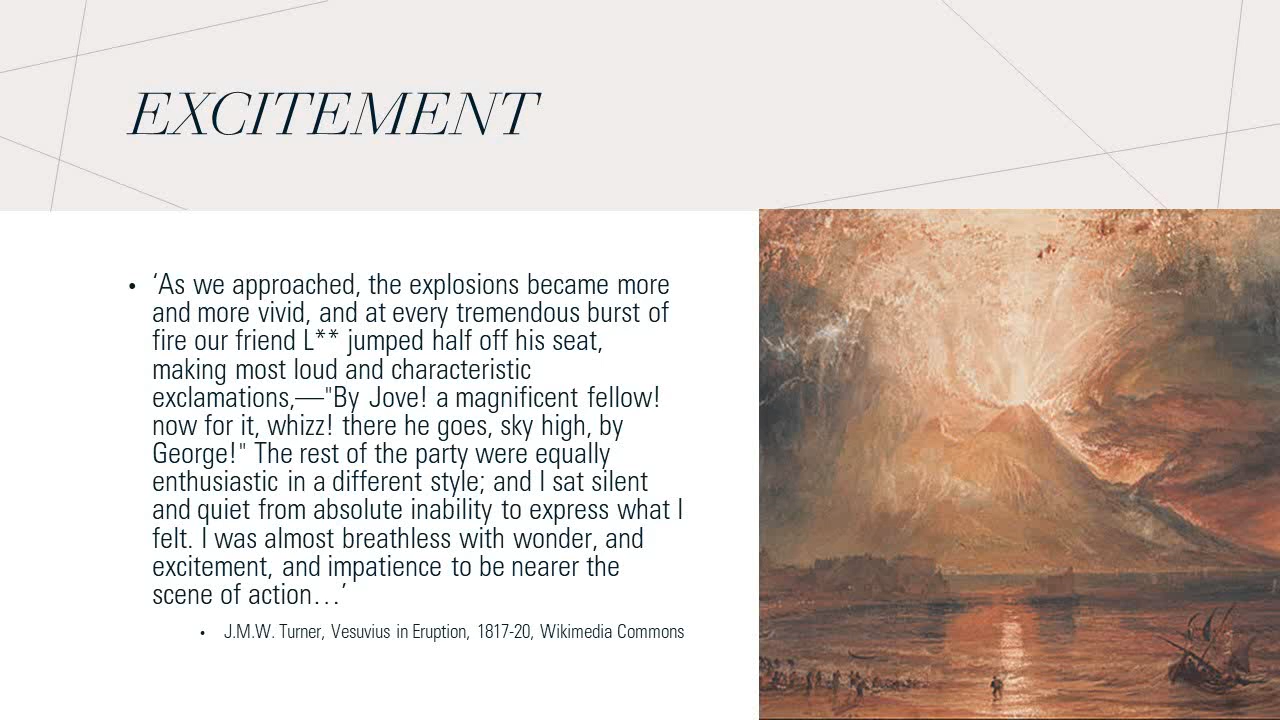 EXCITEMENT
• ‘As we approached, the explosions became more
and more vivid, and at every tremendous burst of
fire our friend L** jumped half off his seat,
making most loud and characteristic
exclamations,—"By Jove! a magnificent fellow!
now for it, whizz! there he goes, sky high, by
George!" The rest of the party were equally
enthusiastic in a different style; and I sat silent
and quiet from absolute inability to express what I
felt. I was almost breathless with wonder, and
excitement, and impatience to be nearer the
scene of action…’
• J.M.W. Turner, Vesuvius in Eruption, 1817-20, Wikimedia Commons